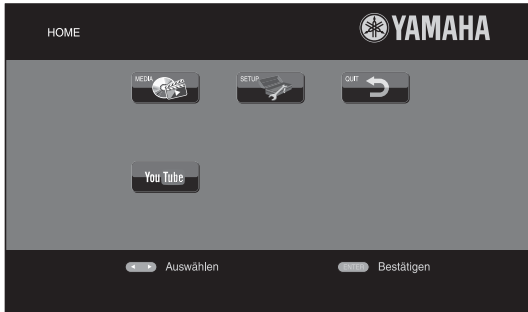 HOME
YAMAHA
MEDIA
SETUP
QUIT
You Tube
Auswählen
ENTER Bestätigen